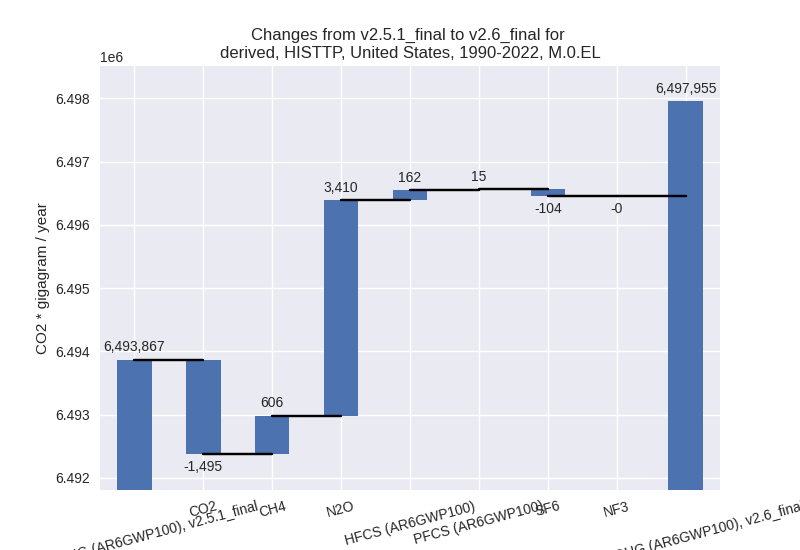 Changes from v2.5.1_final to v2.6_final for
derived, HISTTP, United States, 1990-2022, M.0.EL
1e6
CO2 * gigagram / year
6.498
6.497
6.496
6.495
6.494
6.493
6.492
6,493,867
-1,495
606
3,410
162
15
-104
-0
6,497,955
(AR6GWP100), v2.5.1_final
CO2
CH4
N2O
HFCS (AR6GWP100)
PFCS (AR6GWP100)
SF6
NF3
(AR6GWP100), v2.6_final